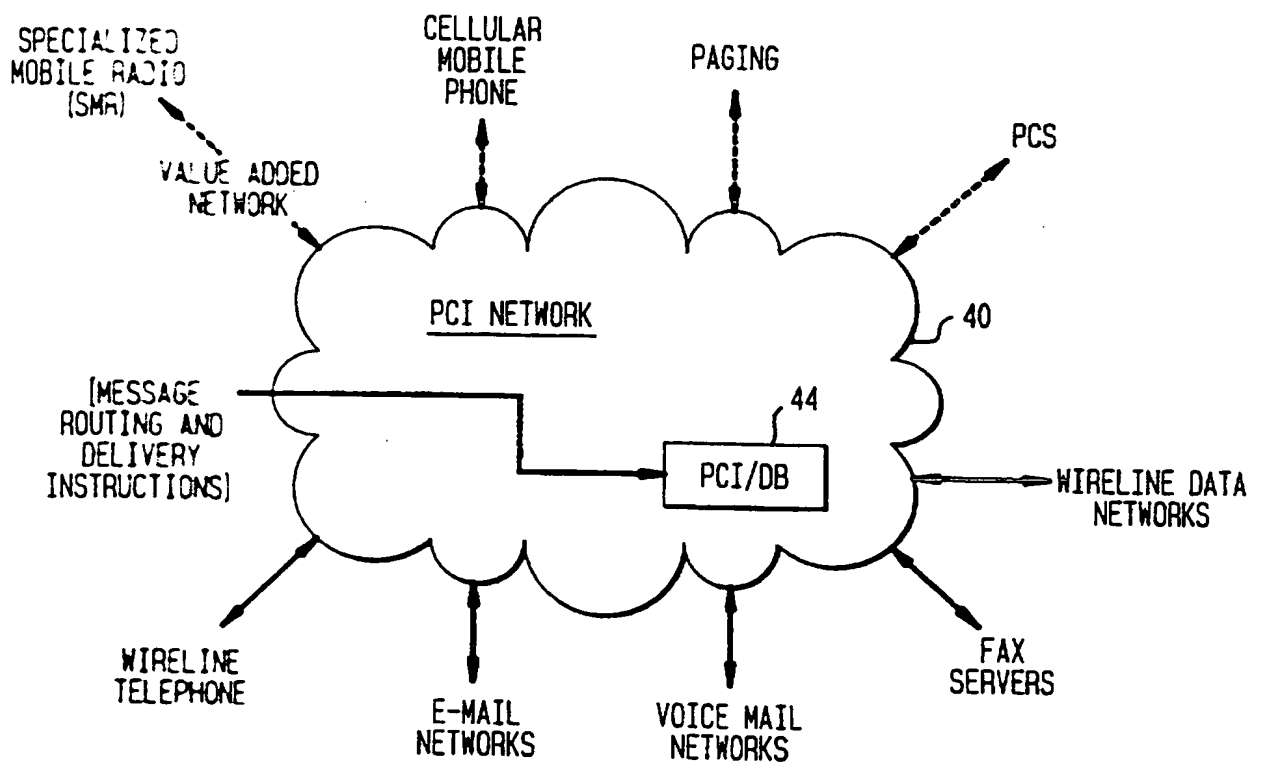 SPECIALIZED
MOBILE RADIO
(SMR)
CELLULAR
MOBILE
PHONE
PAGING
PCS
VALUE ADDED
NETWORK
PCI NETWORK
40
[MESSAGE
ROUTING AND
DELIVERY
INSTRUCTIONS]
44
PCI/DB
WIRELINE DATA
NETWORKS
WIRELINE
TELEPHONE
E-MAIL
NETWORKS
VOICE MAIL
NETWORKS
FAX
SERVERS